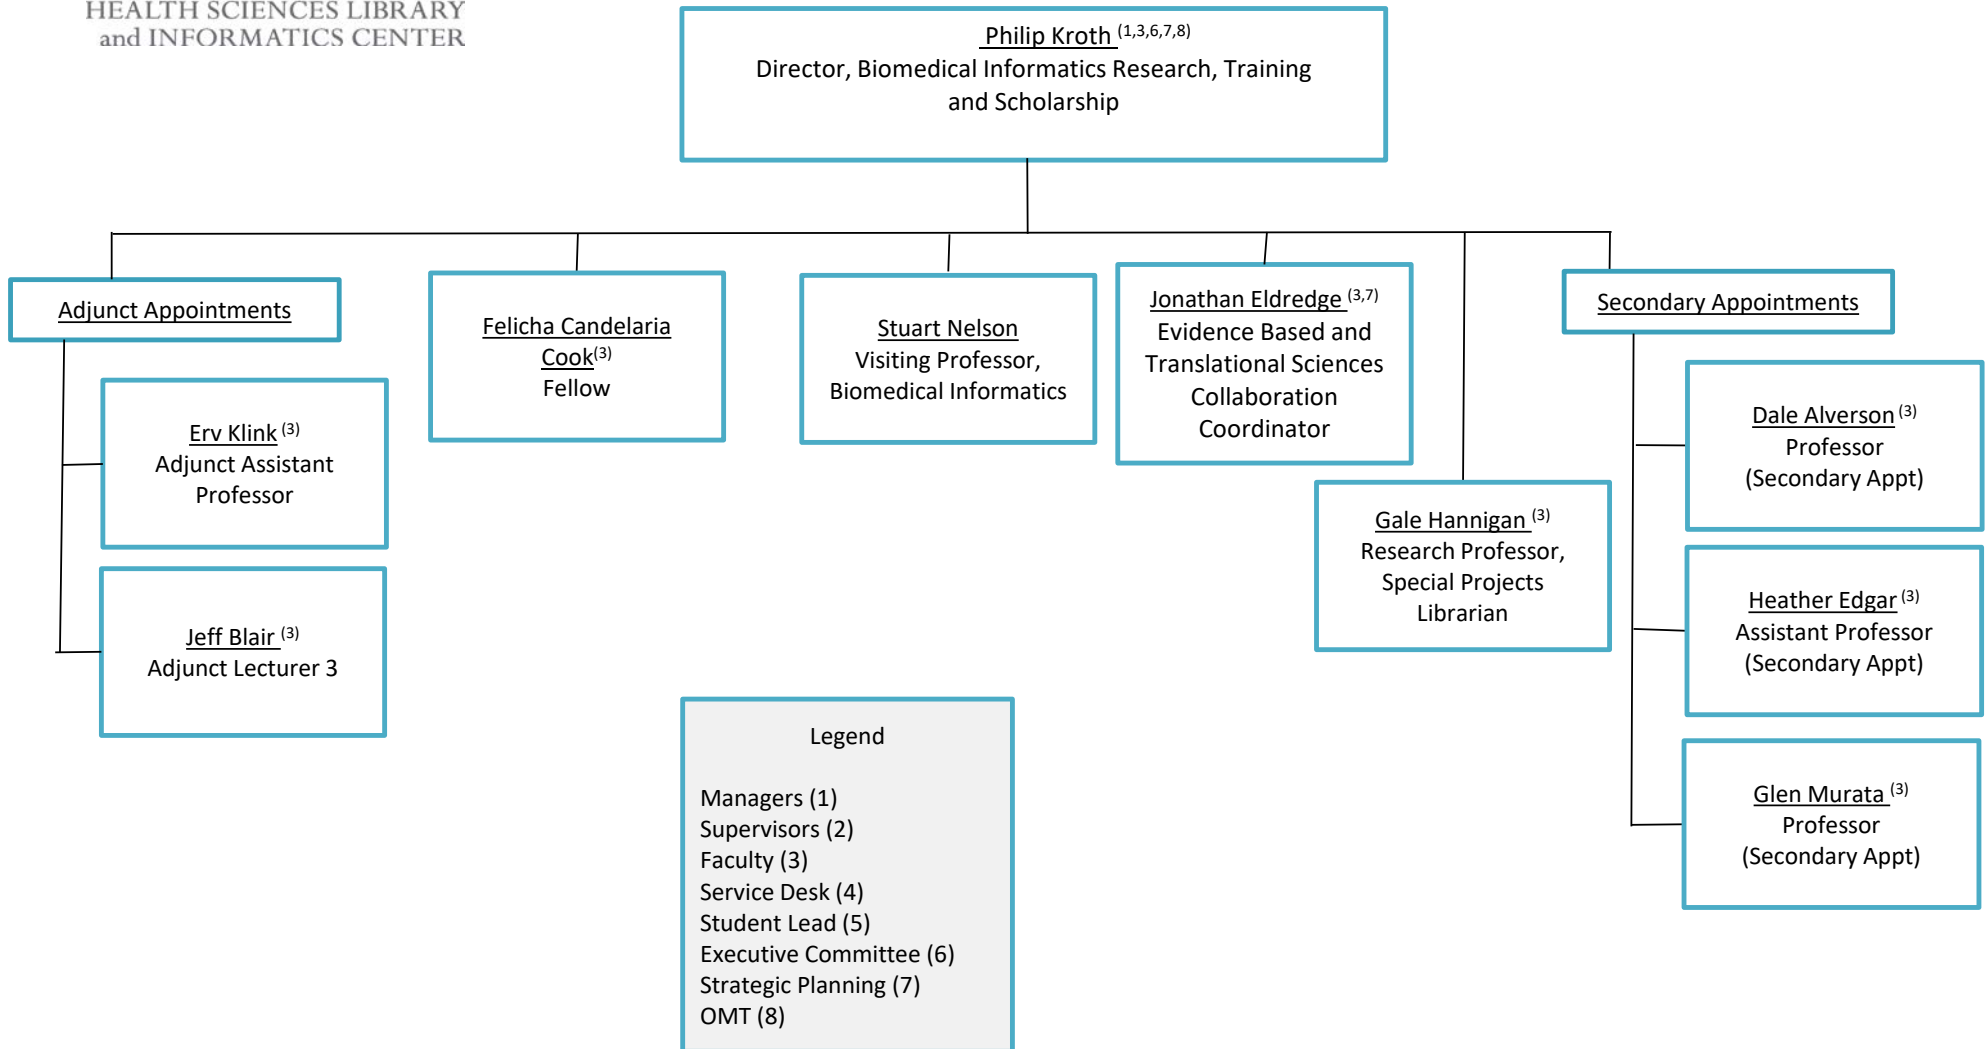 HEALTH SCIENCES LIBRARY
and INFORMATICS CENTER
Philip Kroth (1,3,6,7,8)
Director, Biomedical Informatics Research, Training
and Scholarship
Adjunct Appointments
Erv Klink (3)
Adjunct Assistant
Professor
Jeff Blair (3)
Adjunct Lecturer 3
Felicha Candelaria
Cook(3)
Fellow
Stuart Nelson
Visiting Professor,
Biomedical Informatics
Jonathan Eldredge (3,7)
Evidence Based and
Translational Sciences
Collaboration
Coordinator
Gale Hannigan (3)
Research Professor,
Special Projects
Librarian
Secondary Appointments
Dale Alverson (3)
Professor
(Secondary Appt)
Heather Edgar (3)
Assistant Professor
(Secondary Appt)
Glen Murata (3)
Professor
(Secondary Appt)
Legend
Managers (1)
Supervisors (2)
Faculty (3)
Service Desk (4)
Student Lead (5)
Executive Committee (6)
Strategic Planning (7)
OMT (8)